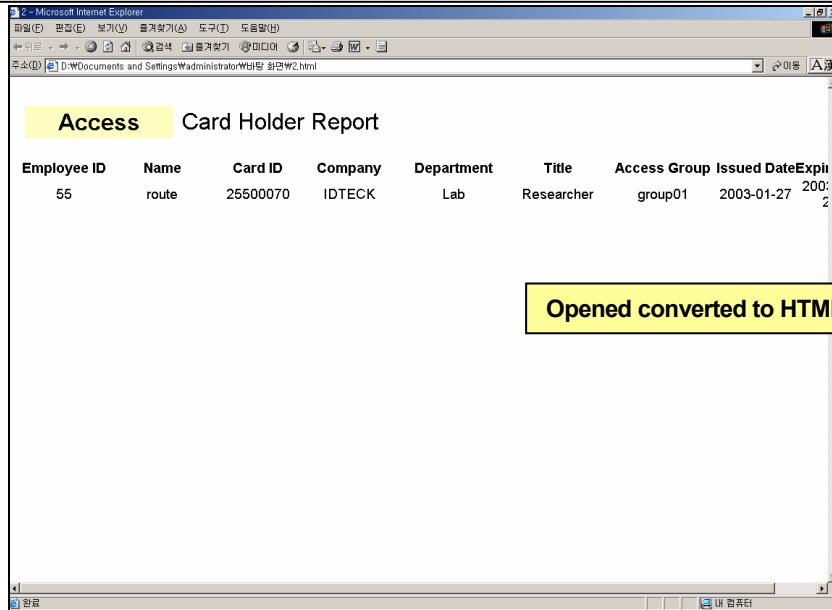 2 - Microsoft Internet Explorer
파일(F) 편집(E) 보기(V) 즐겨찾기(A) 도구(T) 도움말(H)
뒤로 검색 즐겨찾기 미디어
주소(D) D:₩Documents and Settings₩administrator₩바탕 화면₩2.html 이동
Access Card Holder Report
Employee ID Name Card ID Company Department Title Access Group Issued Date Expir
55 route 25500070 IDTECK Lab Researcher group01 2003-01-27
Opened converted to HTM
완료 내 컴퓨터